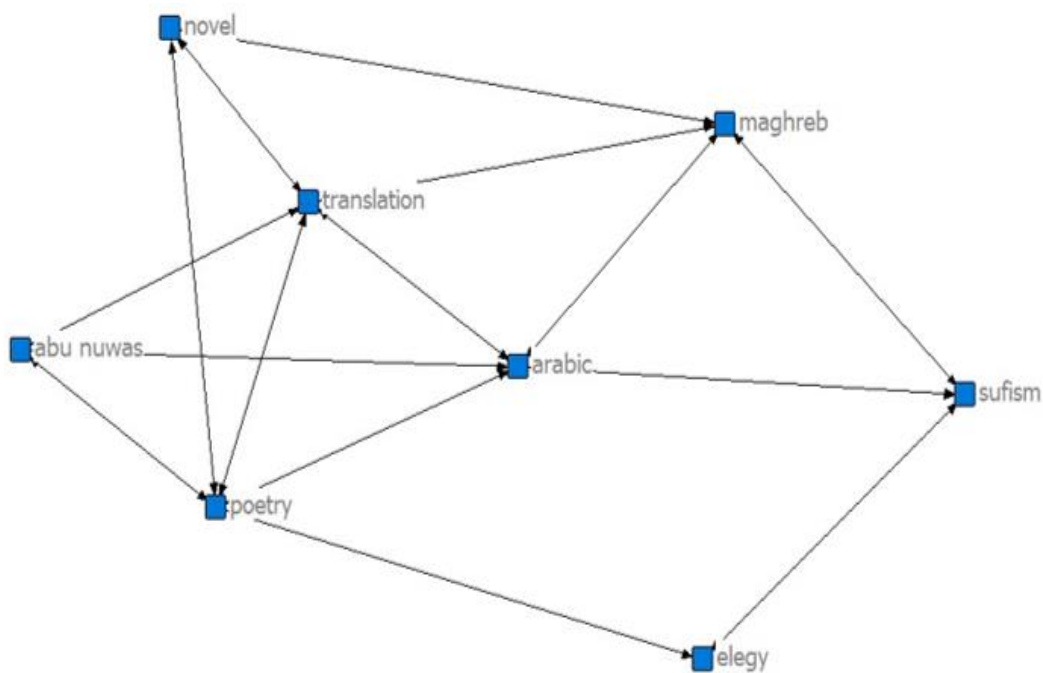 novel
maghreb
translation
abu nuwas
arabic
sufism
poetry
elegy